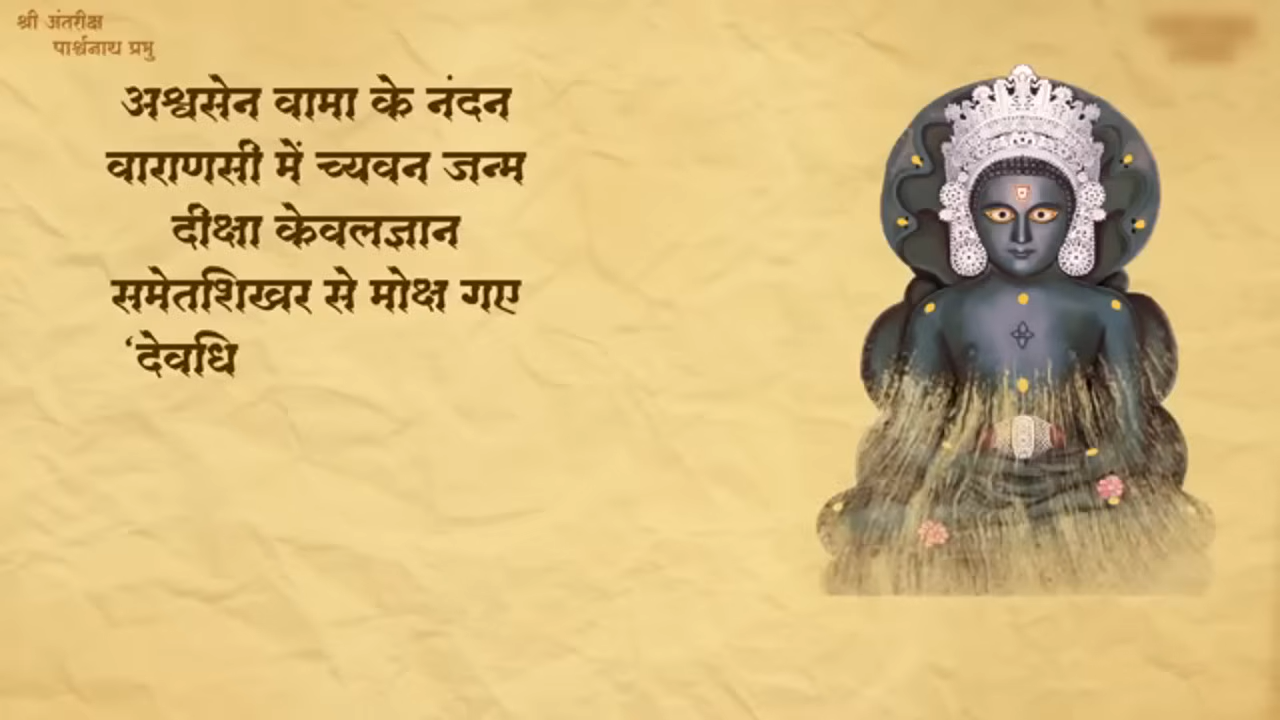 श्री अंतरीक्ष
पार्श्वनाथ प्रभु
अश्वसेन वामा के नंदन
वाराणसी में च्यवन जन्म
दीक्षा केवलज्ञान
समेतशिखर से मोक्ष गए
‘देवधि